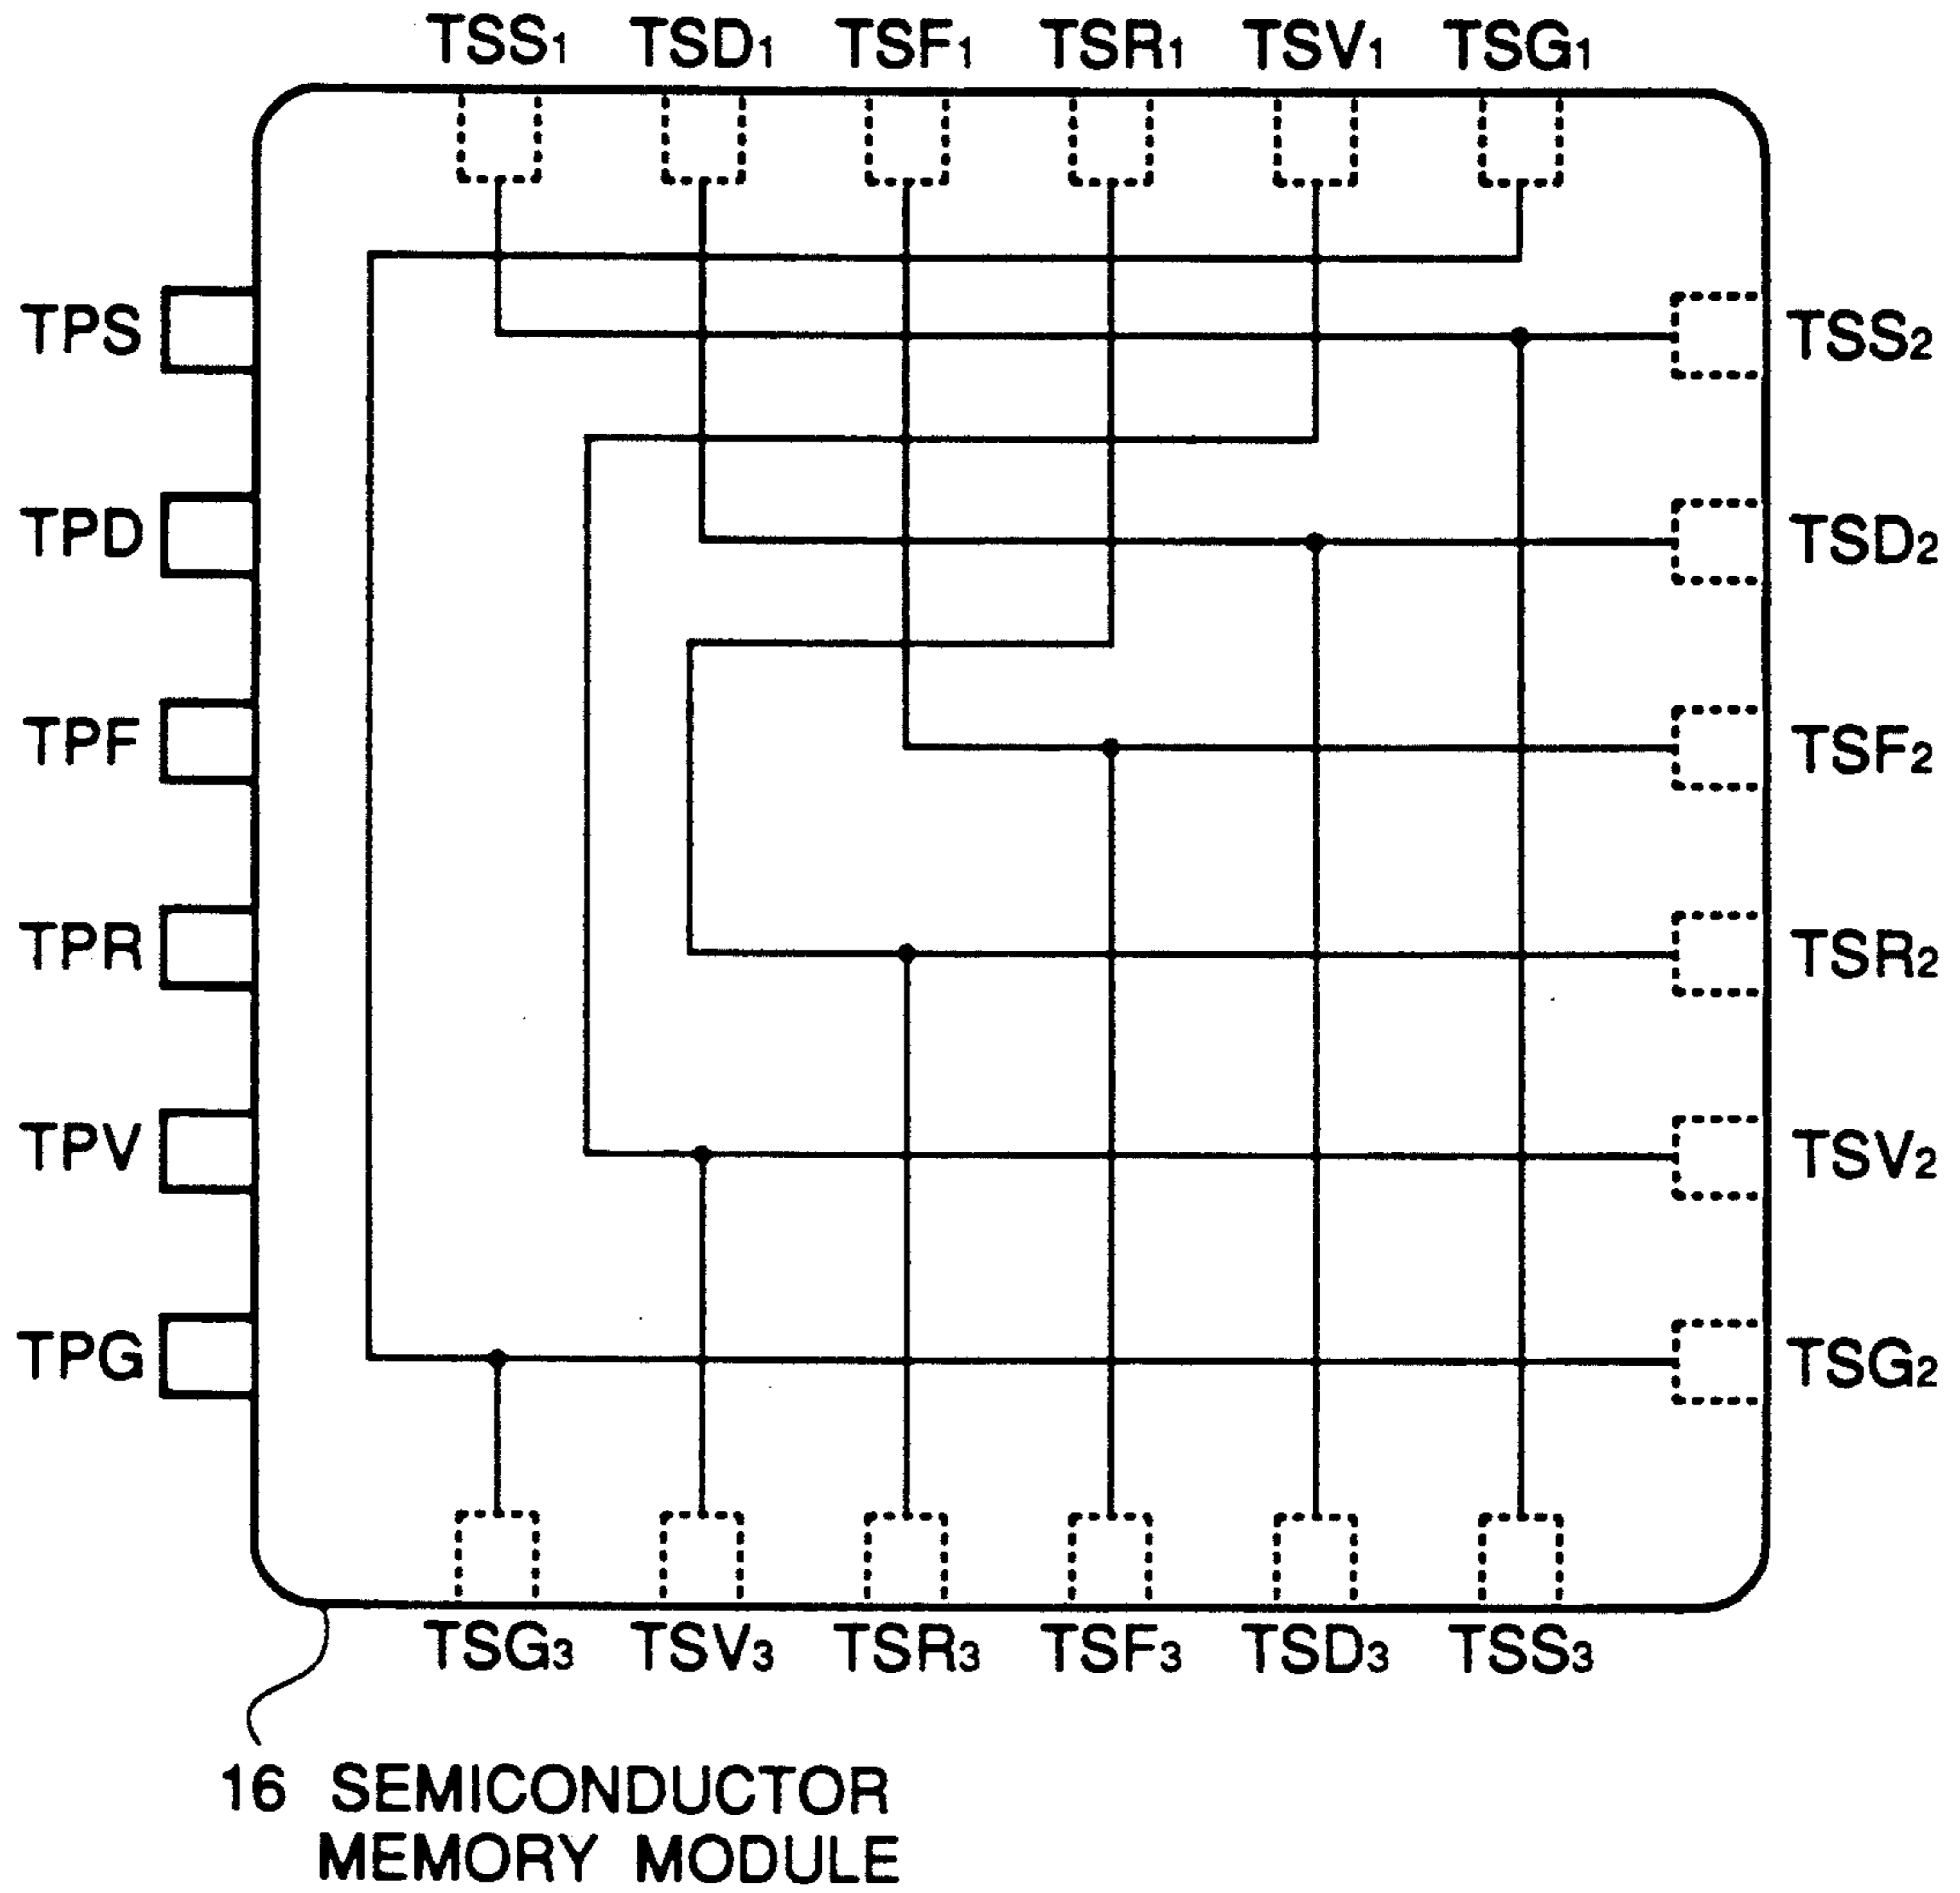 TSS1 TSD1 TSF1 TSR1 TSV1 TSG1
TPS
TSS2
TPD
TSD2
TPF
TSF2
TPR
TSR2
TPV
TSV2
TPG
TSG2
TSG3 TSV3 TSR3 TSF3 TSD3 TSS3
16 SEMICONDUCTOR
MEMORY MODULE